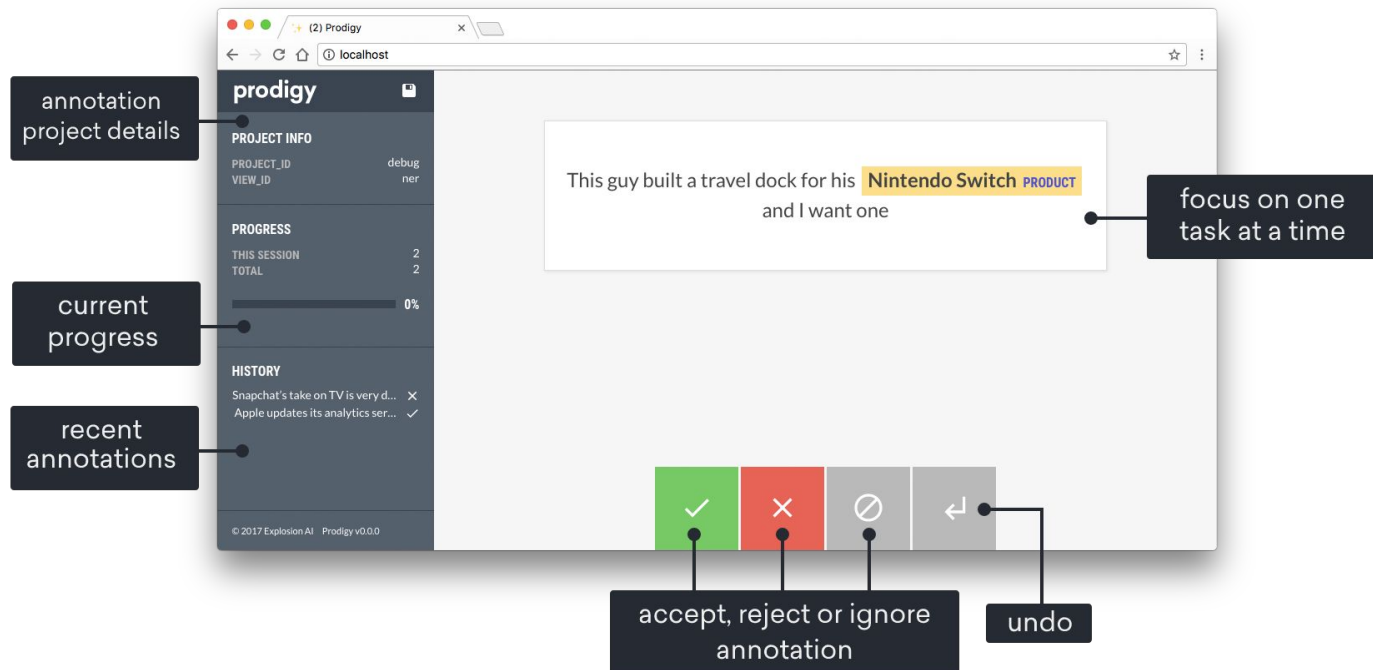 (2) Prodigy
localhost
annotation
project details
prodigy
PROJECT INFO
PROJECT_ID debug
VIEW_ID ner
PROGRESS
THIS SESSION 2
TOTAL 2
0%
current
progress
HISTORY
Snapchat's take on TV is very d...
Apple updates its analytics ser...
recent
annotations
© 2017 Explosion AI Prodigy v0.0.0
This guy built a travel dock for his Nintendo Switch PRODUCT
and I want one
focus on one
task at a time
accept, reject or ignore
annotation
undo